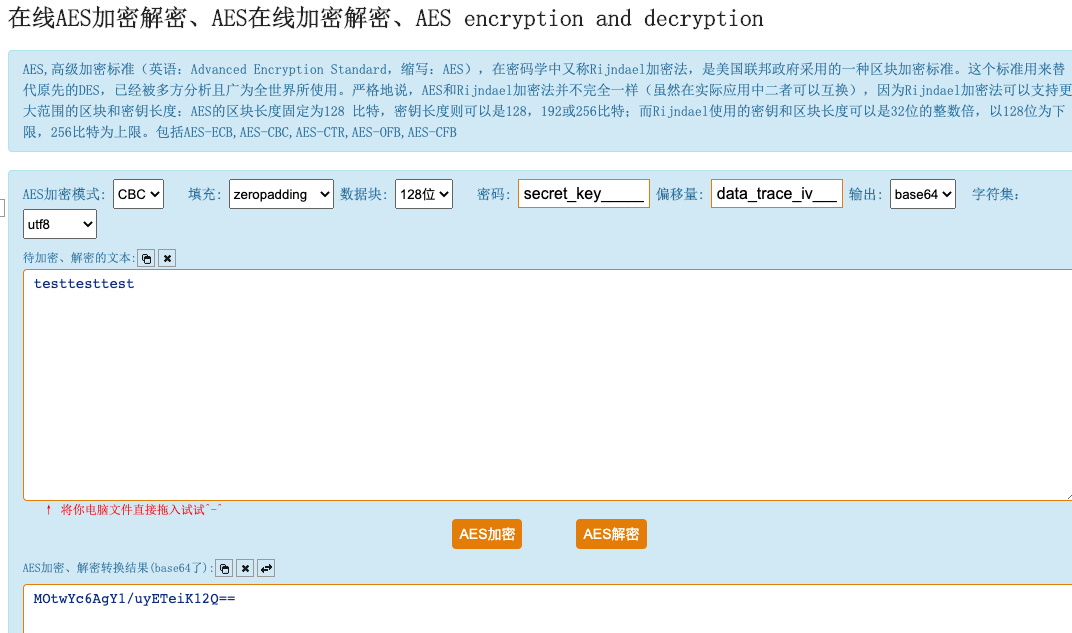 在线AES加密解密、AES在线加密解密、AES encryption and decryption
AES,高级加密标准（英语：Advanced Encryption Standard，缩写：AES），在密码学中又称Rijndael加密法，是美国联邦政府采用的一种区块加密标准。这个标准用来替
代原先的DES，已经被多方分析且广为全世界所使用。严格地说，AES和Rijndael加密法并不完全一样（虽然在实际应用中二者可以互换），因为Rijndael加密法可以支持更
大范围的区块和密钥长度：AES的区块长度固定为128 比特，密钥长度则可以是128，192或256比特；而Rijndael使用的密钥和区块长度可以是32位的整数倍，以128位为下
限，256比特为上限。包括AES-ECB,AES-CBC,AES-CTR,AES-OFB,AES-CFB
AES加密模式： CBC 填充： zeropadding 数据块： 128位 密码： secret_key_____ 偏移量： data_trace_iv___ 输出： base64 字符集：
utf8
待加密、解密的文本：
testtesttest
↑ 将你电脑文件直接拖入试试^-^
AES加密 AES解密
AES加密、解密转换结果(base64了)：
MOtwYc6AgY1/uyETeiK12Q==